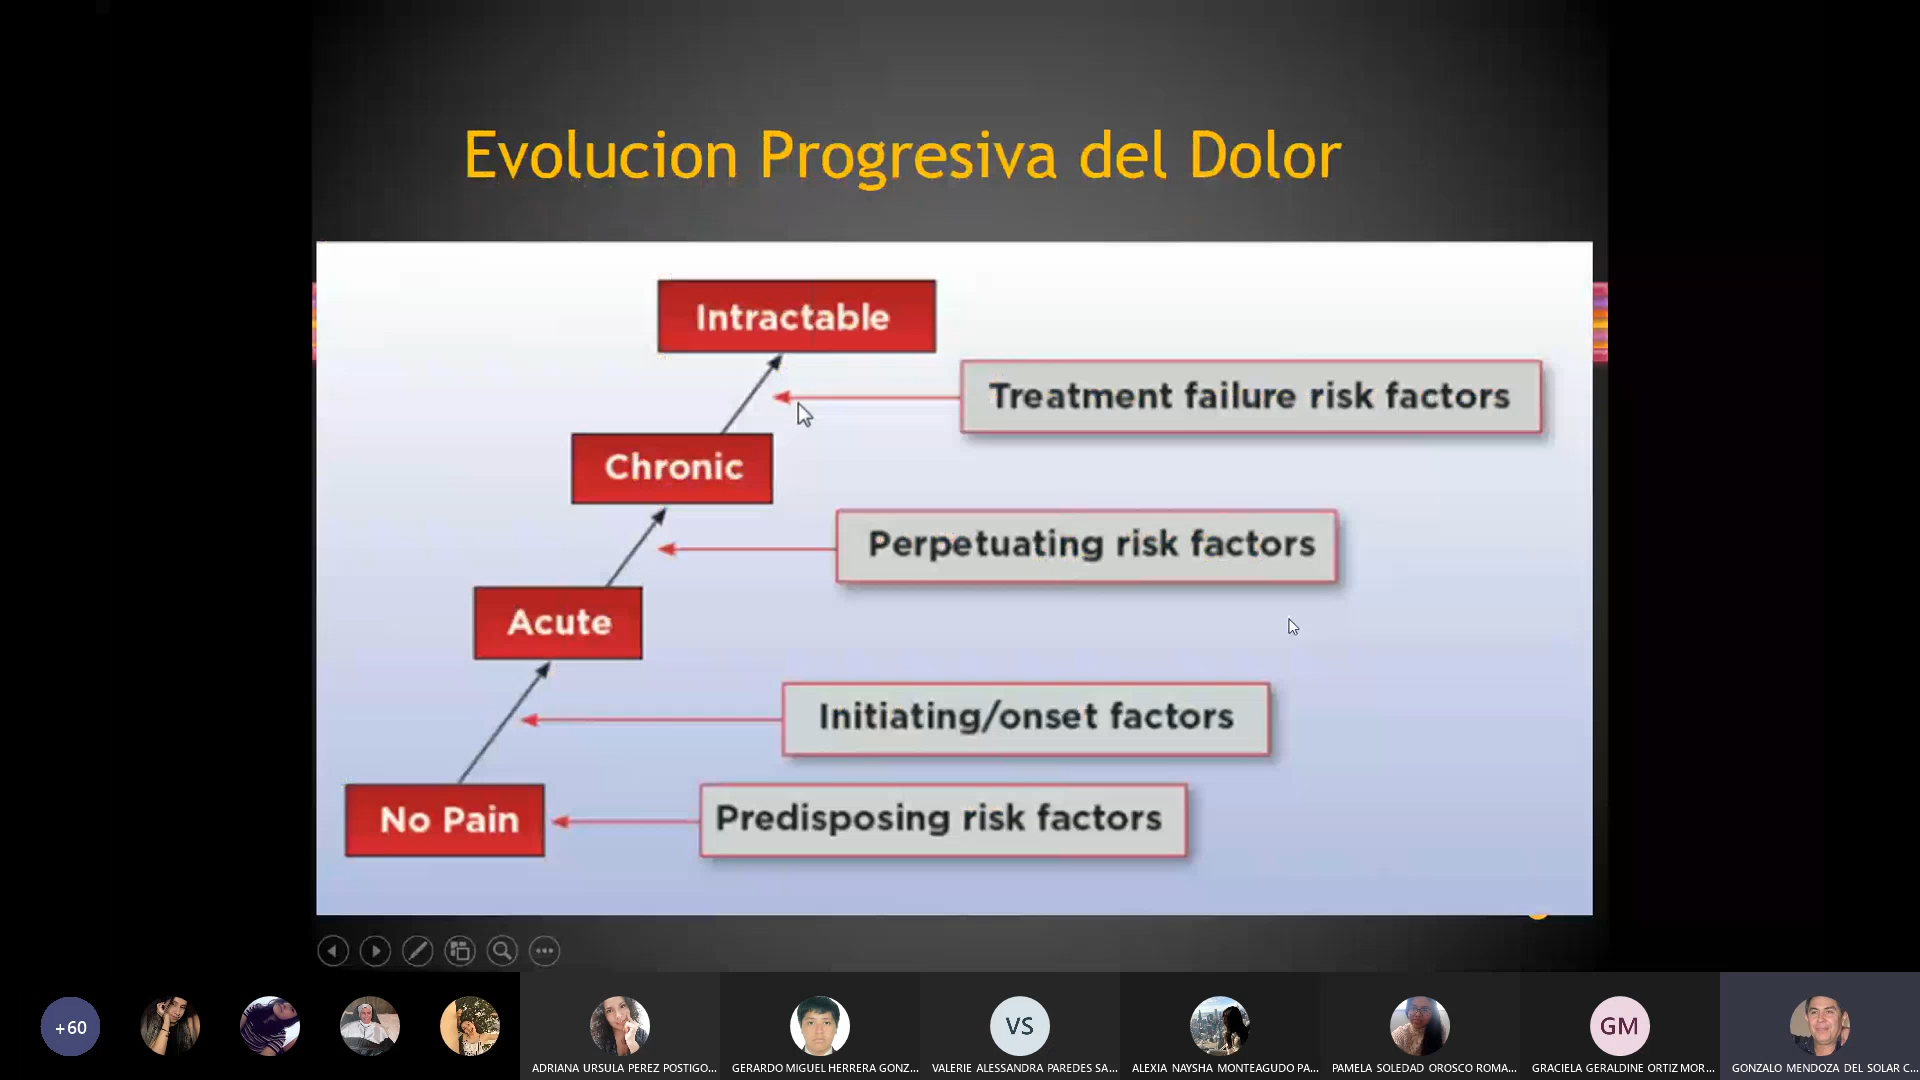 Evolucion Progresiva del Dolor
Intractable
Treatment failure risk factors
Chronic
Perpetuating risk factors
Acute
Initiating/onset factors
No Pain
Predisposing risk factors
+60
ADRIANA URSULA PEREZ POSTIGO...
GERARDO MIGUEL HERRERA GONZ...
VS
VALERIE ALESSANDRA PAREDES SA...
ALEXIA NAYSHA MONTEAGUDO PA...
PAMELA SOLEDAD OROSCO ROMA...
GM
GRACIELA GERALDINE ORTIZ MOR...
GONZALO MENDOZA DEL SOLAR C...